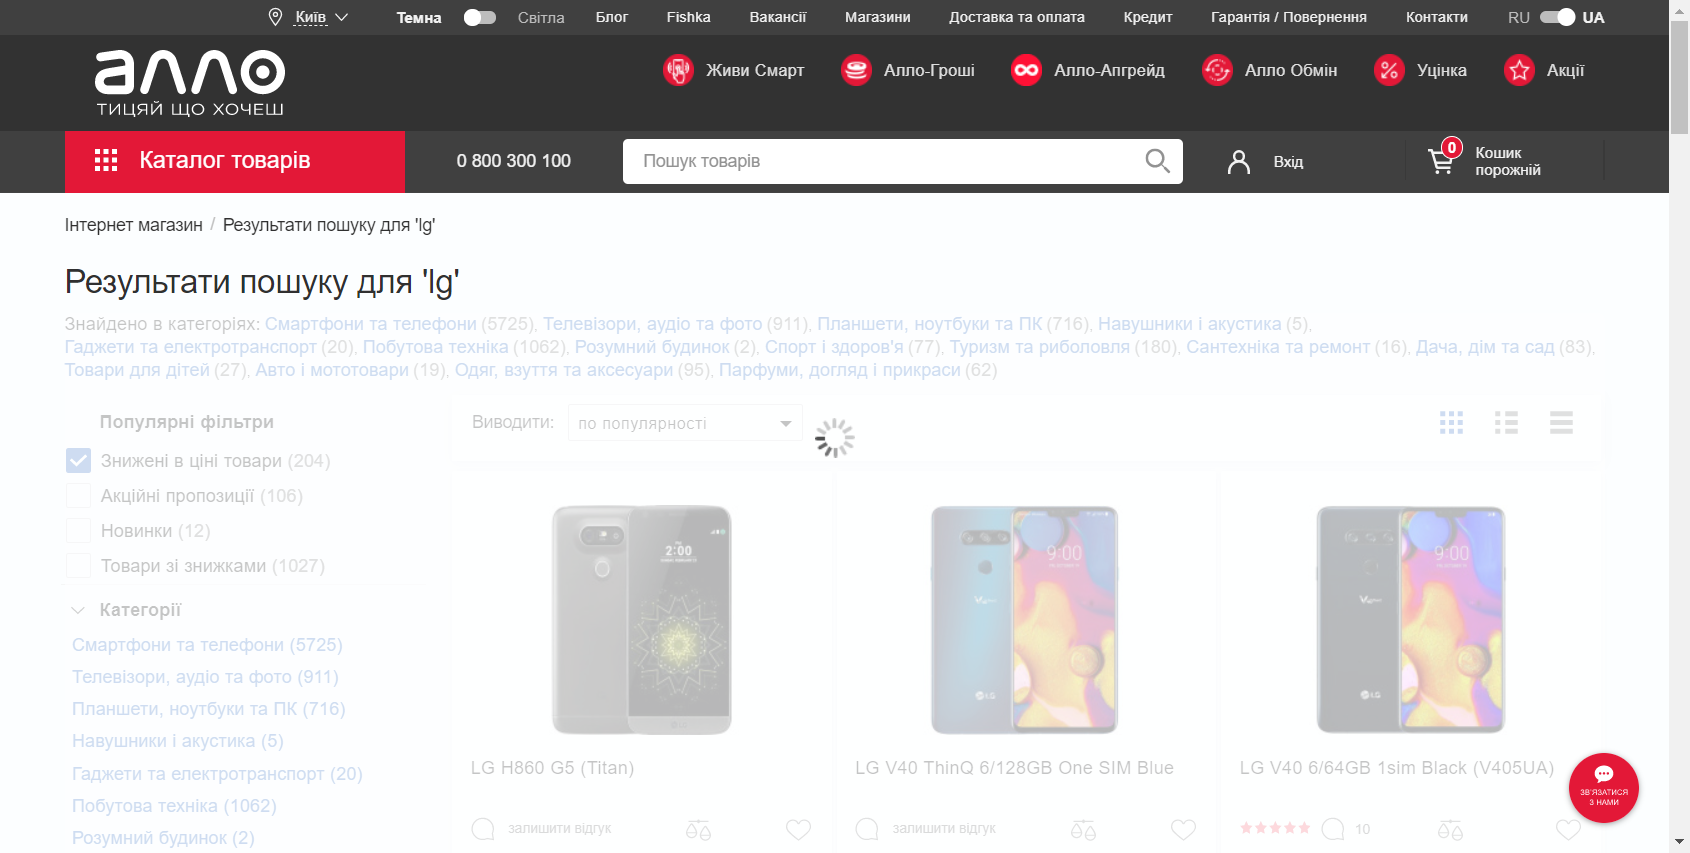 Київ
Темна
Світла
Блог
Fishka
Вакансії
Магазини
Доставка та оплата
Кредит
Гарантія / Повернення
Контакти
RU
UA
алло
ТИЦЯЙ ЩО ХОЧЕШ
Живи Смарт
Алло-Гроші
Алло-Апгрейд
Алло Обмін
Уцінка
Акції
Каталог товарів
0 800 300 100
Пошук товарів
Вхід
0
Кошик
порожній
Інтернет магазин / Результати пошуку для 'lg'
Результати пошуку для 'lg'
Знайдено в категоріях: Смартфони та телефони (5725), Телевізори, аудіо та фото (911), Планшети, ноутбуки та ПК (716), Навушники і акустика (5),
Гаджети та електротранспорт (20), Побутова техніка (1062), Розумний будинок (2), Спорт і здоров'я (77), Туризм та риболовля (180), Сантехніка та ремонт (16), Дача, дім та сад (83),
Товари для дітей (27), Авто і мототовари (19), Одяг, взуття та аксесуари (95), Парфуми, догляд і прикраси (62)
Популярні фільтри
Знижені в ціні товари (204)
Акційні пропозиції (106)
Новинки (12)
Товари зі знижками (1027)
Категорії
Смартфони та телефони (5725)
Телевізори, аудіо та фото (911)
Планшети, ноутбуки та ПК (716)
Навушники і акустика (5)
Гаджети та електротранспорт (20)
Побутова техніка (1062)
Розумний будинок (2)
Виводити:
по популярності
2:00
LG
9:00
V
LG
9:00
V
LG
LG H860 G5 (Titan)
LG V40 ThinQ 6/128GB One SIM Blue
LG V40 6/64GB 1sim Black (V405UA)
залишити відгук
залишити відгук
10
ЗВ'ЯЗАТИСЯ
З НАМИ